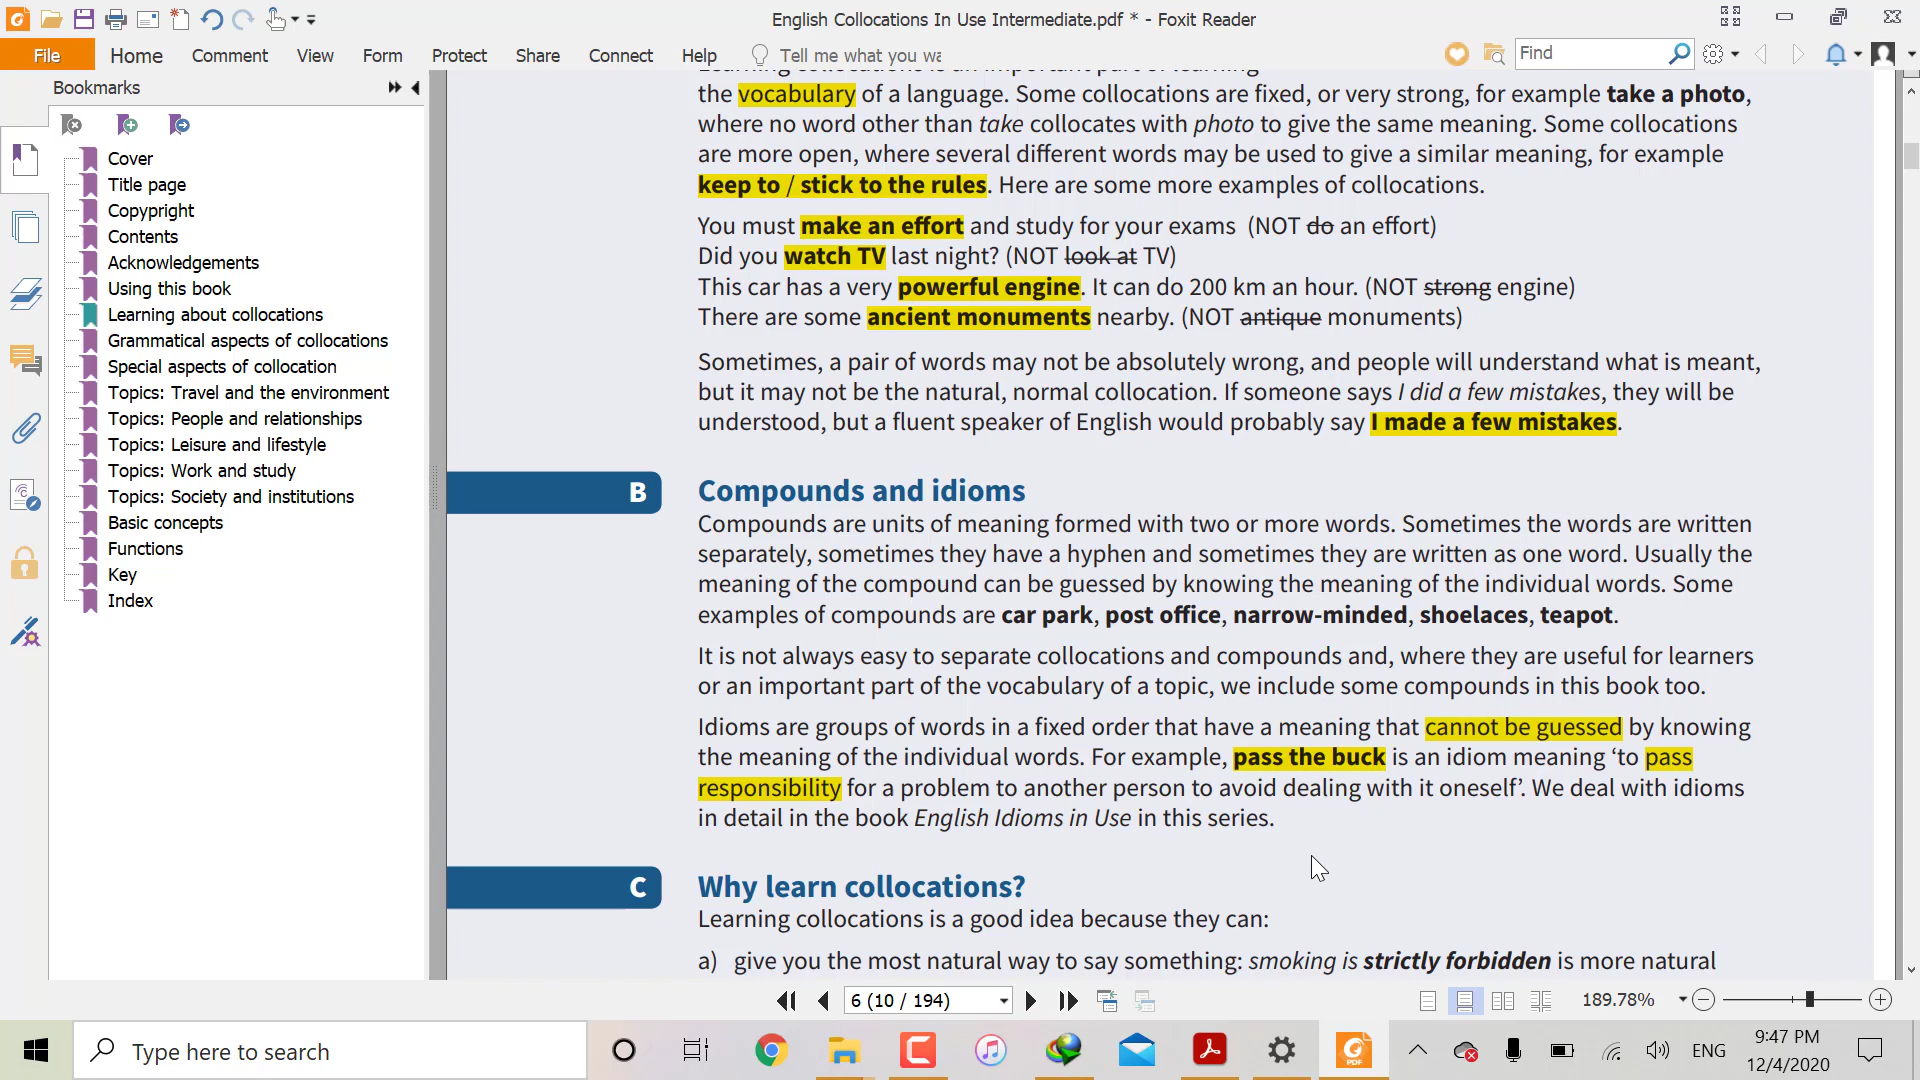 English Collocations In Use Intermediate.pdf * - Foxit Reader
File Home Comment View Form Protect Share Connect Help Tell me what you wa Find
Bookmarks
Cover
Title page
Copypright
Contents
Acknowledgements
Using this book
Learning about collocations
Grammatical aspects of collocations
Special aspects of collocation
Topics: Travel and the environment
Topics: People and relationships
Topics: Leisure and lifestyle
Topics: Work and study
Topics: Society and institutions
Basic concepts
Functions
Key
Index
the vocabulary of a language. Some collocations are fixed, or very strong, for example take a photo,
where no word other than take collocates with photo to give the same meaning. Some collocations
are more open, where several different words may be used to give a similar meaning, for example
keep to / stick to the rules. Here are some more examples of collocations.
You must make an effort and study for your exams (NOT do an effort)
Did you watch TV last night? (NOT look at TV)
This car has a very powerful engine. It can do 200 km an hour. (NOT strong engine)
There are some ancient monuments nearby. (NOT antique monuments)
Sometimes, a pair of words may not be absolutely wrong, and people will understand what is meant,
but it may not be the natural, normal collocation. If someone says I did a few mistakes, they will be
understood, but a fluent speaker of English would probably say I made a few mistakes.
B Compounds and idioms
Compounds are units of meaning formed with two or more words. Sometimes the words are written
separately, sometimes they have a hyphen and sometimes they are written as one word. Usually the
meaning of the compound can be guessed by knowing the meaning of the individual words. Some
examples of compounds are car park, post office, narrow-minded, shoelaces, teapot.
It is not always easy to separate collocations and compounds and, where they are useful for learners
or an important part of the vocabulary of a topic, we include some compounds in this book too.
Idioms are groups of words in a fixed order that have a meaning that cannot be guessed by knowing
the meaning of the individual words. For example, pass the buck is an idiom meaning ‘to pass
responsibility for a problem to another person to avoid dealing with it oneself’. We deal with idioms
in detail in the book English Idioms in Use in this series.
C Why learn collocations?
Learning collocations is a good idea because they can:
a) give you the most natural way to say something: smoking is strictly forbidden is more natural
6 (10 / 194) 189.78%
Type here to search ENG 9:47 PM
12/4/2020